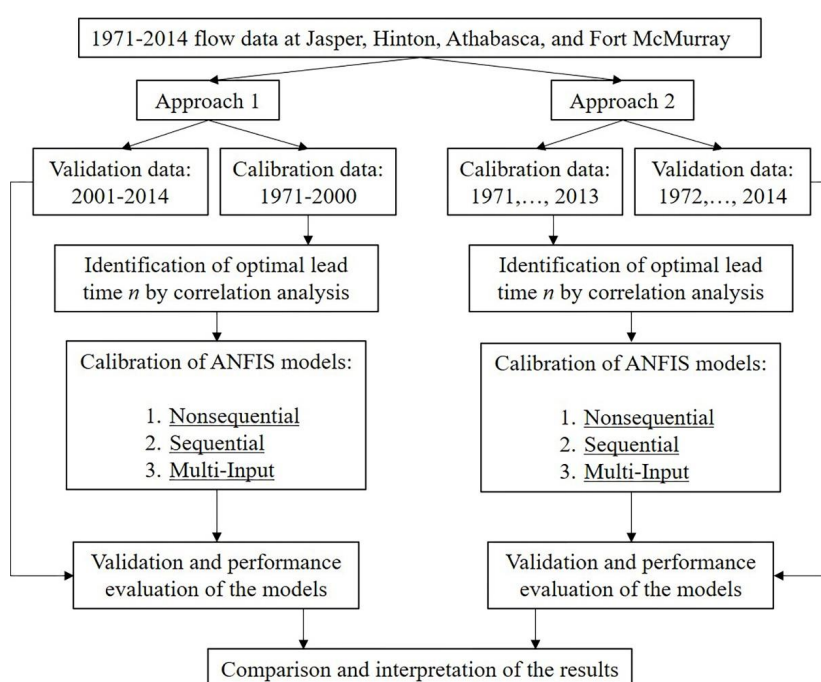 1971-2014 flow data at Jasper, Hinton, Athabasca, and Fort McMurray
Approach 1
Approach 2
Validation data:
2001-2014
Calibration data:
1971-2000
Calibration data:
1971,..., 2013
Validation data:
1972,..., 2014
Identification of optimal lead
time n by correlation analysis
Identification of optimal lead
time n by correlation analysis
Calibration of ANFIS models:
1. Nonsequential
2. Sequential
3. Multi-Input
Calibration of ANFIS models:
1. Nonsequential
2. Sequential
3. Multi-Input
Validation and performance
evaluation of the models
Validation and performance
evaluation of the models
Comparison and interpretation of the results